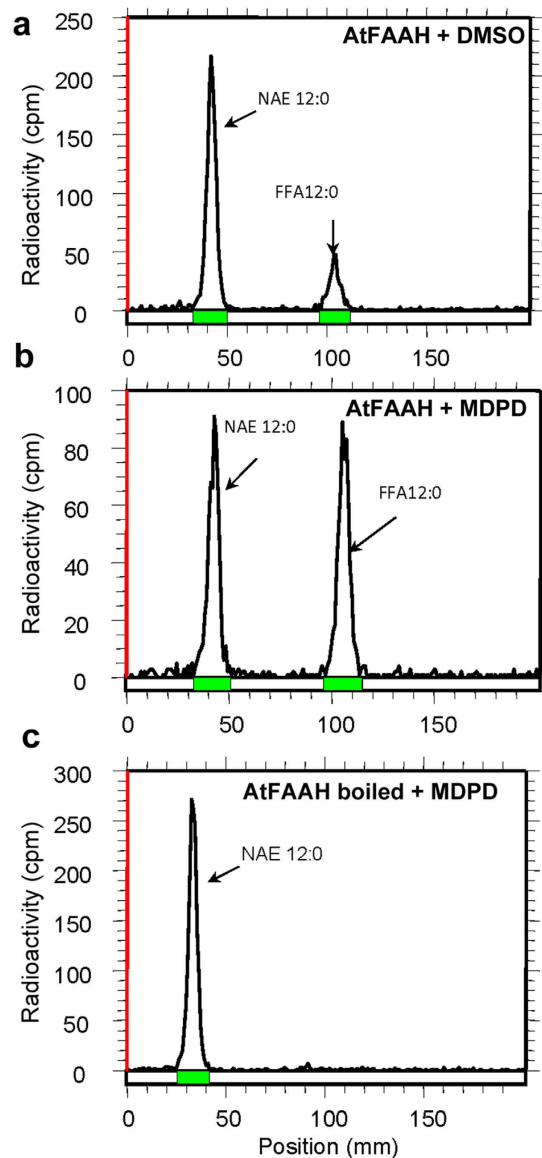 a
AtFAAH + DMSO
250
200
150
100
50
0
Radioactivity (cpm)
NAE 12:0
FFA12:0
0 50 100 150
b
AtFAAH + MDPD
100
80
60
40
20
0
Radioactivity (cpm)
NAE 12:0
FFA12:0
0 50 100 150
c
AtFAAH boiled + MDPD
300
250
200
150
100
50
0
Radioactivity (cpm)
NAE 12:0
0 50 100 150
Position (mm)